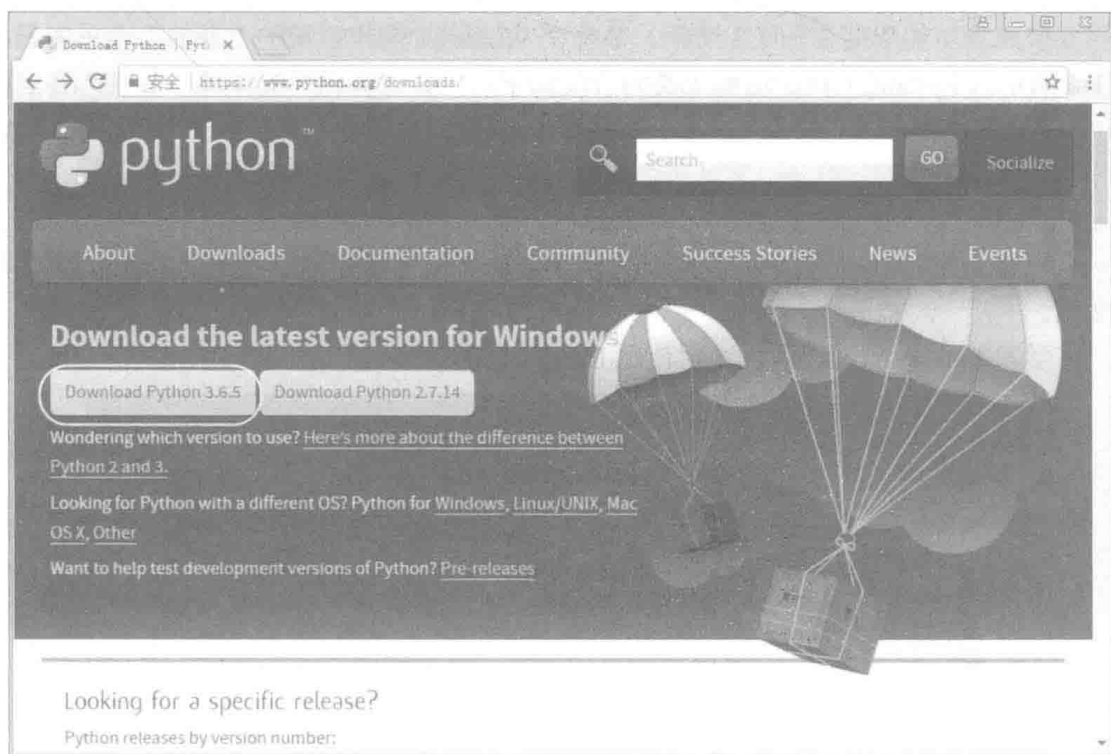 Download Python | Pyt
安全 | https://www.python.org/downloads/
python™
Search
GO
Socialize
About Downloads Documentation Community Success Stories News Events
Download the latest version for Windows
Download Python 3.6.5 Download Python 2.7.14
Wondering which version to use? Here's more about the difference between
Python 2 and 3.
Looking for Python with a different OS? Python for Windows, Linux/UNIX, Mac
OS X, Other
Want to help test development versions of Python? Pre-releases
Looking for a specific release?
Python releases by version number: